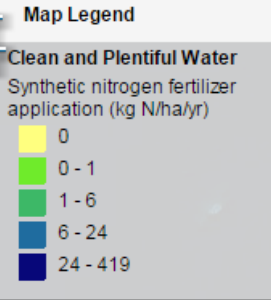 Map Legend
Clean and Plentiful Water
Synthetic nitrogen fertilizer
application (kg N/ha/yr)
0
0 - 1
1 - 6
6 - 24
24 - 419